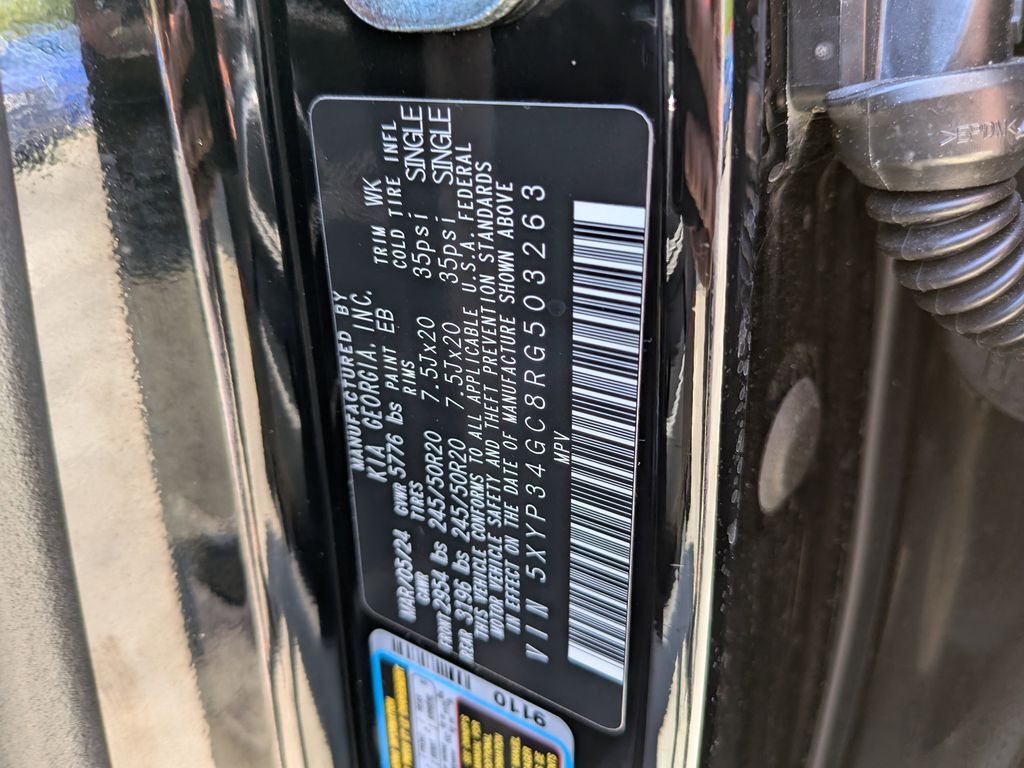 MANUFACTURED BY
KIA GEORGIA, INC.
MAR/05/24 GVWR 5776 lbs PAINT EB TRIM WK
GAWR TIRES RIMS COLD TIRE INFL
FRONT 2954 lbs 245/50R20 7.5Jx20 35psi SINGLE
REAR 3196 lbs 245/50R20 7.5Jx20 35psi SINGLE
THIS VEHICLE CONFORMS TO ALL APPLICABLE U.S.A. FEDERAL
MOTOR VEHICLE SAFETY AND THEFT PREVENTION STANDARDS
IN EFFECT ON THE DATE OF MANUFACTURE SHOWN ABOVE
VIN 5XYP34GC8RG503263
MPV
9110
>EPDM<